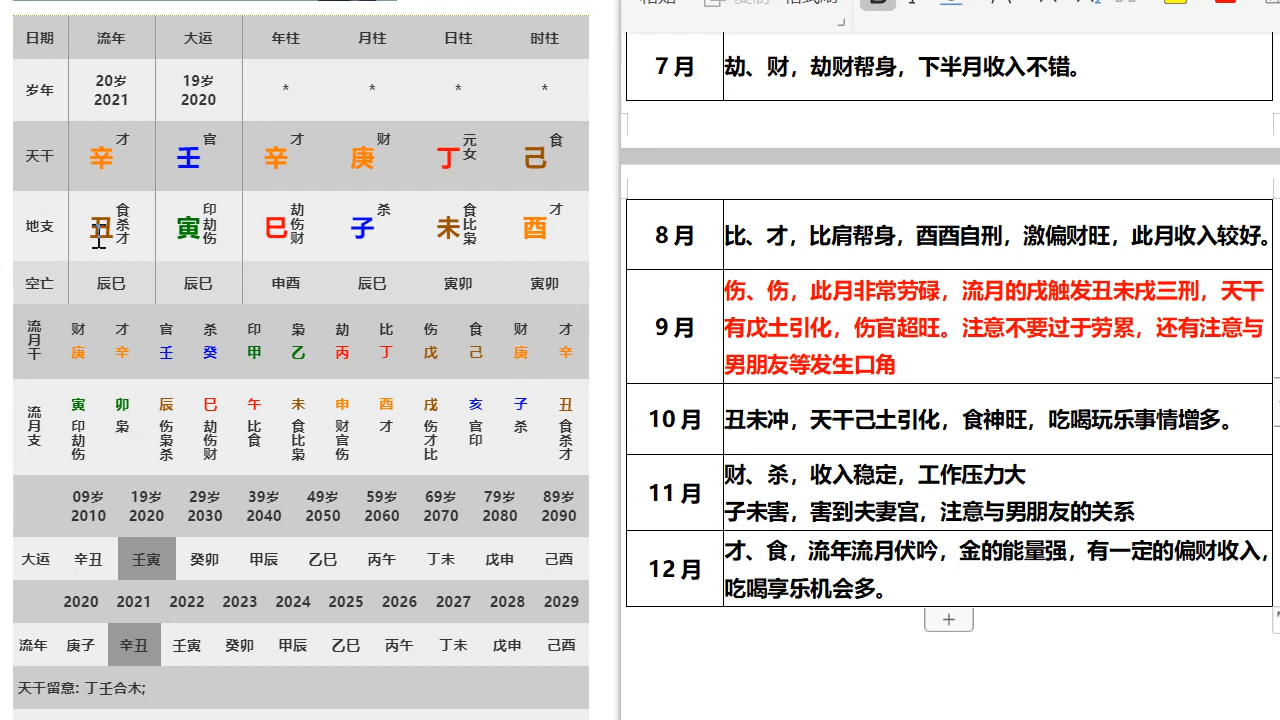 日期 流年 大运 年柱 月柱 日柱 时柱
岁年 20岁 2021 19岁 2020 * * * *
天干 辛 才 壬 官 辛 才 庚 财 丁 元女 己 食
地支 丑 食杀才 寅 印劫伤 巳 劫伤财 子 杀 未 食比枭 酉 才
空亡 辰巳 辰巳 申酉 辰巳 寅卯 寅卯
流月干 财 才 官 杀 印 枭 劫 比 伤 食 财 才
庚 辛 壬 癸 甲 乙 丙 丁 戊 己 庚 辛
流月支 寅 卯 辰 巳 午 未 申 酉 戌 亥 子 丑
印劫伤 枭 伤枭杀 劫伤财 比食 食比枭 财官伤 才 伤才比 官印 杀 食杀才
09岁 19岁 29岁 39岁 49岁 59岁 69岁 79岁 89岁
2010 2020 2030 2040 2050 2060 2070 2080 2090
大运 辛丑 壬寅 癸卯 甲辰 乙巳 丙午 丁未 戊申 己酉
2020 2021 2022 2023 2024 2025 2026 2027 2028 2029
流年 庚子 辛丑 壬寅 癸卯 甲辰 乙巳 丙午 丁未 戊申 己酉
天干留意: 丁壬合木;
7月 劫、财，劫财帮身，下半月收入不错。
8月 比、才，比肩帮身，酉酉自刑，激偏财旺，此月收入较好。
9月
伤、伤，此月非常劳碌，流月的戌触发丑未戌三刑，天干
有戊土引化，伤官超旺。注意不要过于劳累，还有注意与
男朋友等发生口角
10月 丑未冲，天干己土引化，食神旺，吃喝玩乐事情增多。
11月
财、杀，收入稳定，工作压力大
子未害，害到夫妻宫，注意与男朋友的关系
12月
才、食，流年流月伏吟，金的能量强，有一定的偏财收入，
吃喝享乐机会多。